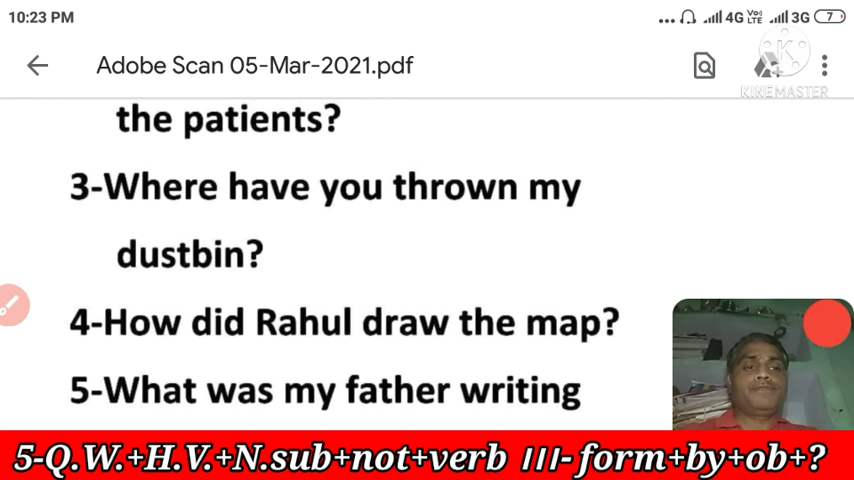 10:23 PM ... 4G Vo) LTE 3G 7
Adobe Scan 05-Mar-2021.pdf
KINEMASTER
the patients?
3-Where have you thrown my
dustbin?
4-How did Rahul draw the map?
5-What was my father writing
5-Q.W.+H.V.+N.sub+not+verb III-form+by+ob+?